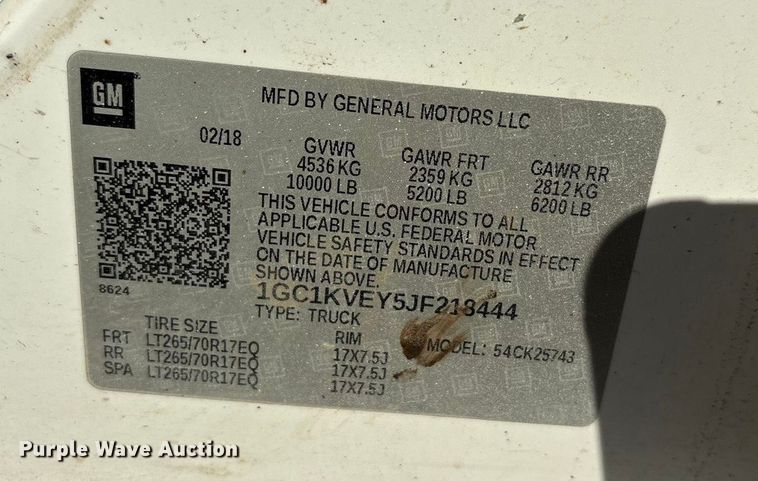 GM
MFD BY GENERAL MOTORS LLC
02/18
GVWR
4536 KG
10000 LB
GAWR FRT
2359 KG
5200 LB
GAWR RR
2812 KG
6200 LB
THIS VEHICLE CONFORMS TO ALL
APPLICABLE U.S. FEDERAL MOTOR
VEHICLE SAFETY STANDARDS IN EFFECT
ON THE DATE OF MANUFACTURE
SHOWN ABOVE.
8624
1GC1KVEY5JF218444
TYPE: TRUCK
MODEL: 54CK25743
TIRE SIZE
RIM
FRT LT265/70R17EQ 17X7.5J
RR LT265/70R17EQ 17X7.5J
SPA LT265/70R17EQ 17X7.5J
Purple Wave Auction